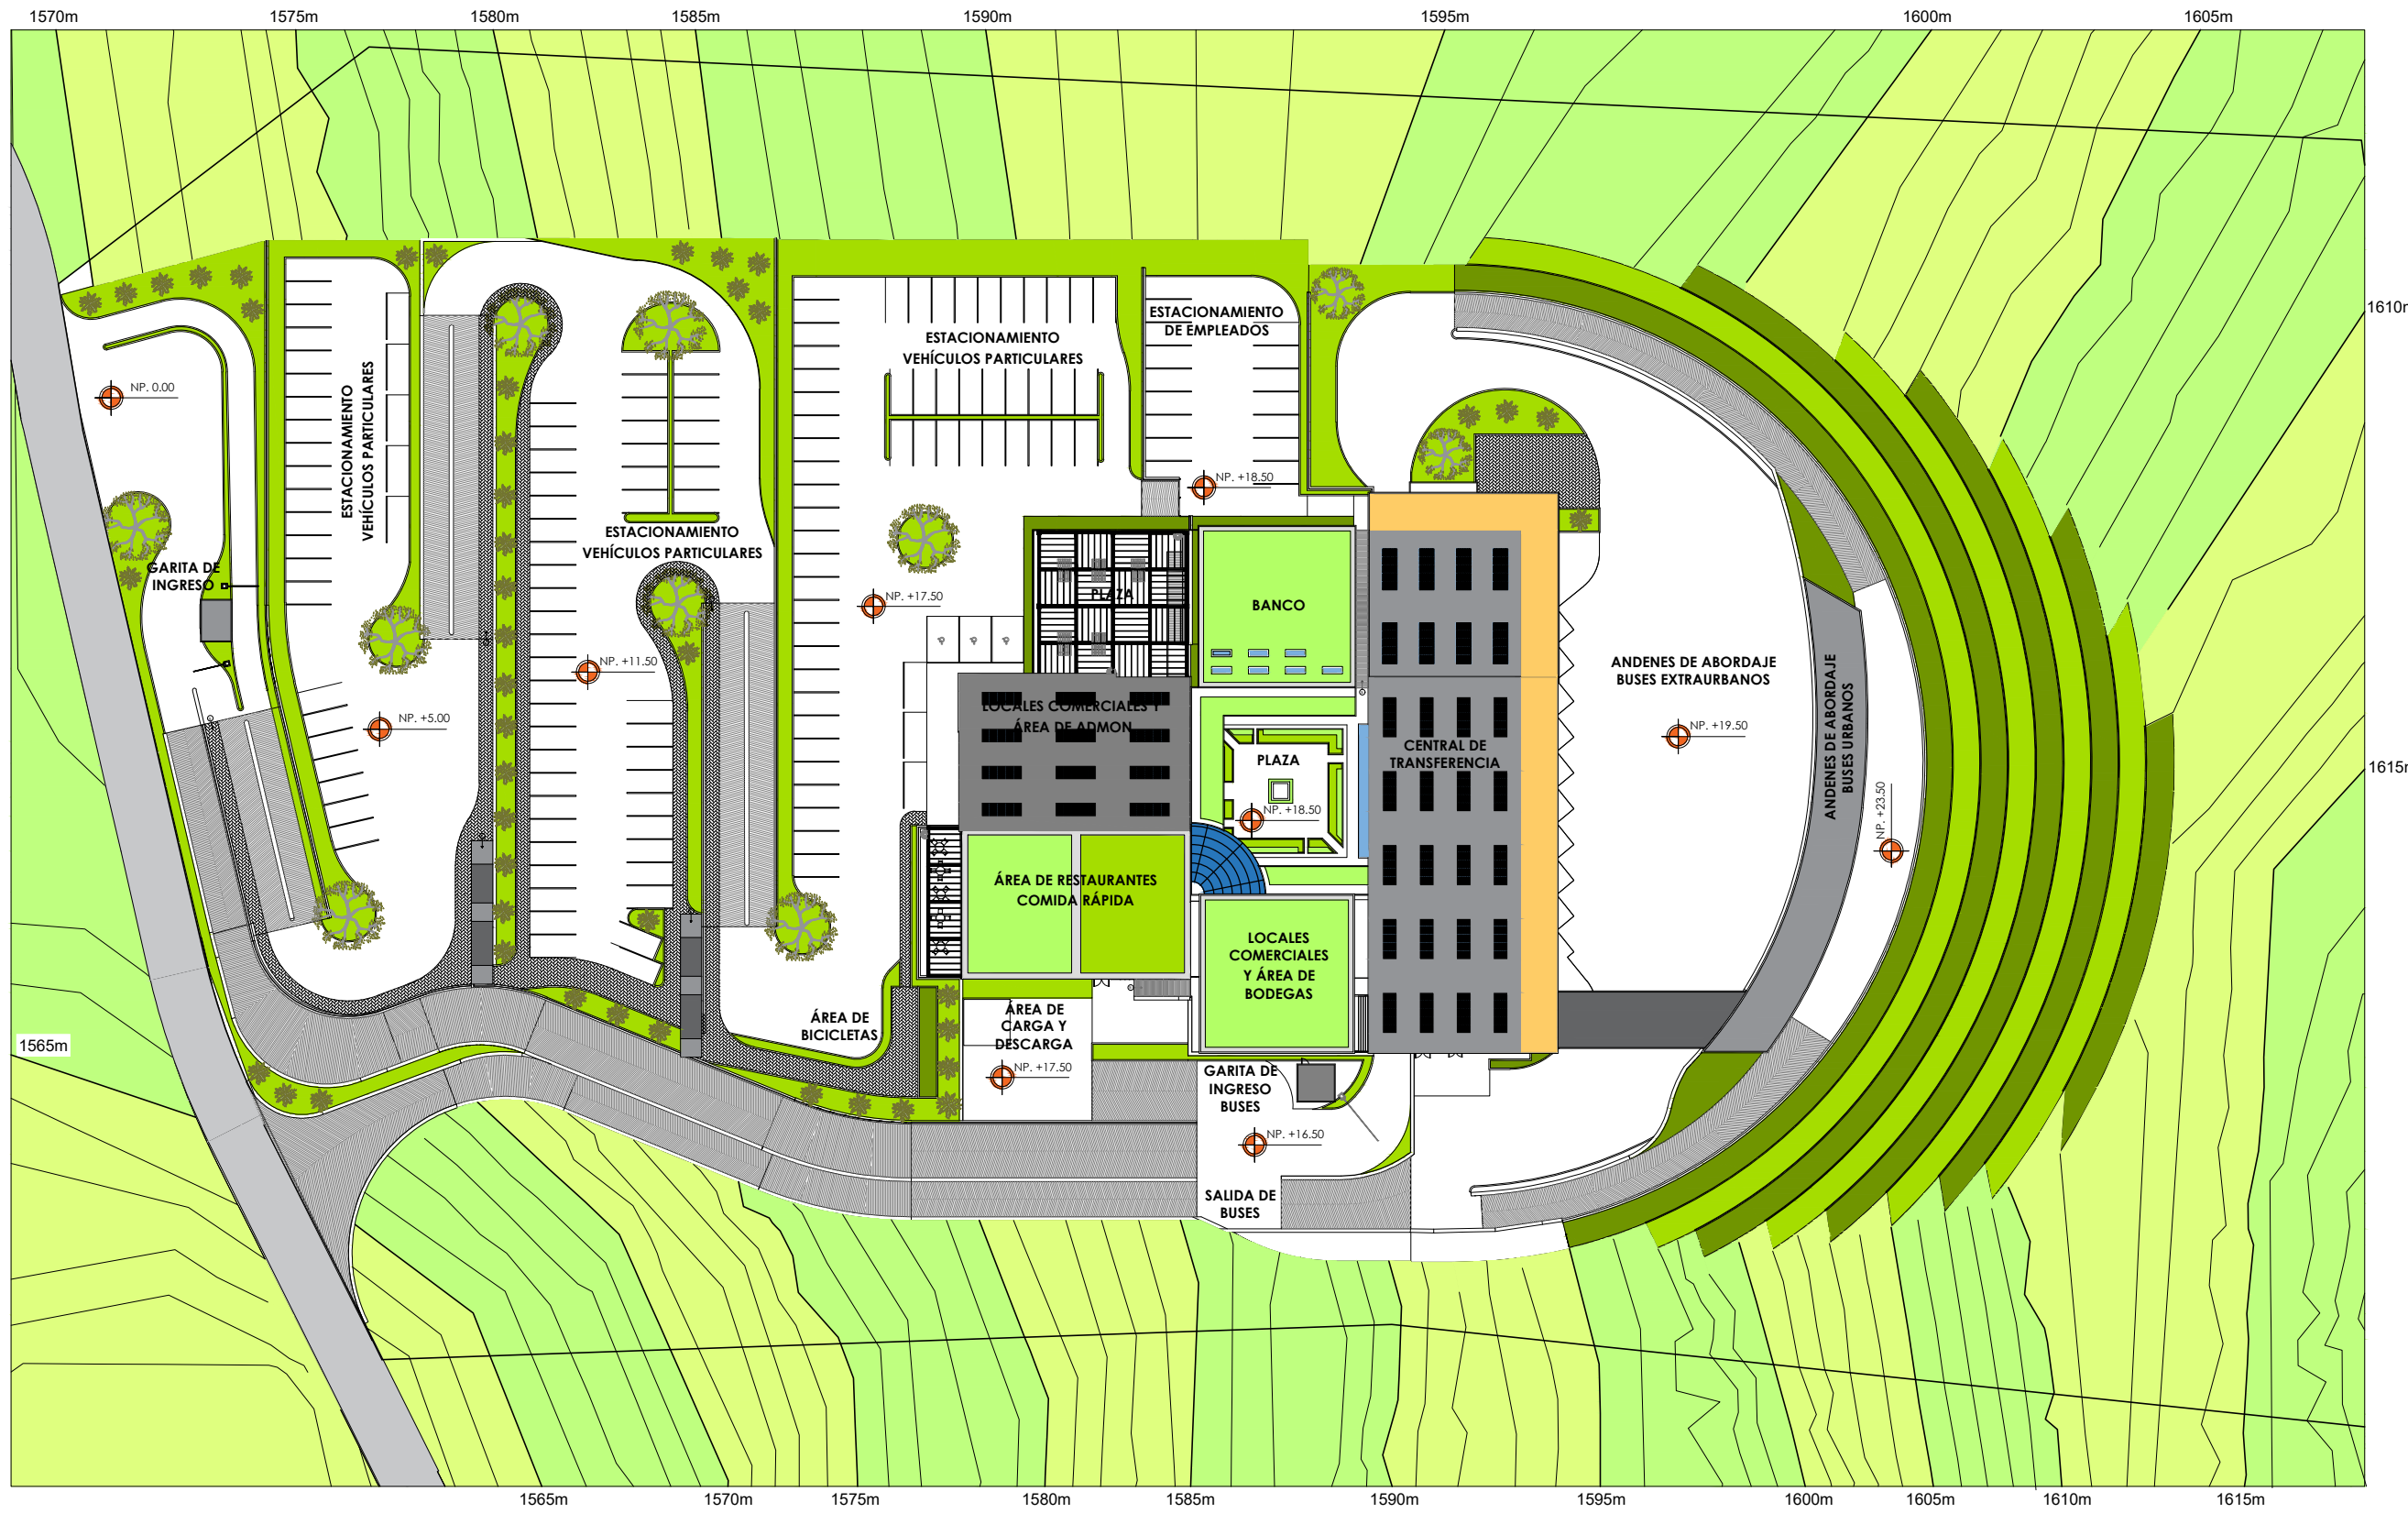 1570m
1575m
1580m
1585m
1590m
1595m
1600m
1605m
1610m
1615m
NP. 0.00
ESTACIONAMIENTO
VEHÍCULOS PARTICULARES
ESTACIONAMIENTO
VEHÍCULOS PARTICULARES
ESTACIONAMIENTO
DE EMPLEADOS
NP. +18.50
ESTACIONAMIENTO
VEHÍCULOS PARTICULARES
GARITA DE
INGRESO
NP. +17.50
PLAZA
BANCO
NP. +11.50
NP. +5.00
ANDENES DE ABORDAJE
BUSES EXTRAURBANOS
NP. +19.50
ANDENES DE ABORDAJE
BUSES URBANOS
NP. +23.50
LOCALES COMERCIALES Y
ÁREA DE ADMON
CENTRAL DE
TRANSFERENCIA
PLAZA
NP. +18.50
ÁREA DE RESTAURANTES
COMIDA RÁPIDA
LOCALES
COMERCIALES
Y ÁREA DE
BODEGAS
ÁREA DE
BICICLETAS
ÁREA DE
CARGA Y
DESCARGA
NP. +17.50
GARITA DE
INGRESO
BUSES
NP. +16.50
SALIDA DE
BUSES
1565m
1565m
1570m
1575m
1580m
1585m
1590m
1595m
1600m
1605m
1610m
1615m